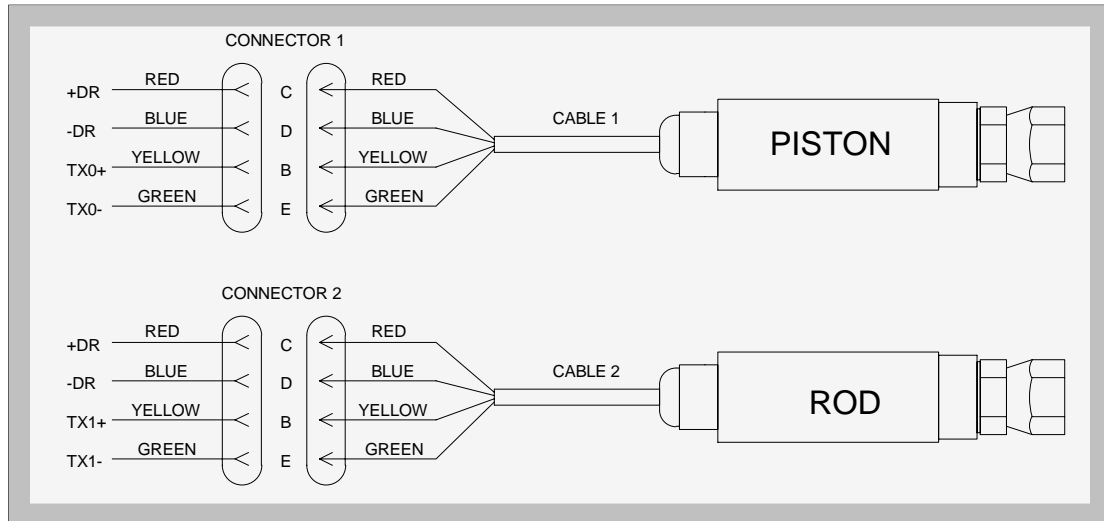 CONNECTOR 1
+DR RED C RED
-DR BLUE D BLUE CABLE 1
TX0+ YELLOW B YELLOW PISTON
TX0- GREEN E GREEN
CONNECTOR 2
+DR RED C RED
-DR BLUE D BLUE CABLE 2
TX1+ YELLOW B YELLOW ROD
TX1- GREEN E GREEN